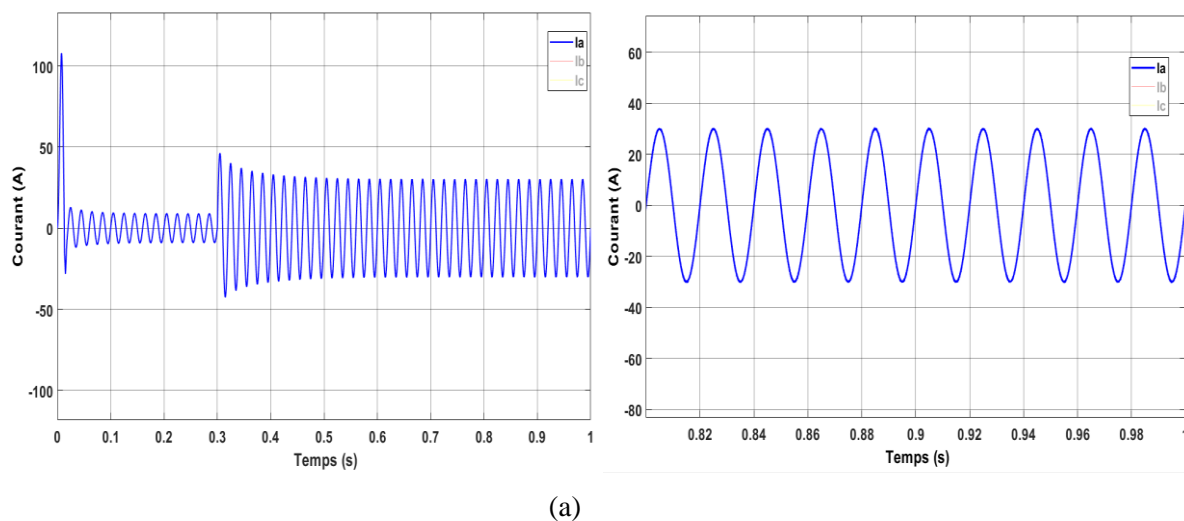 Ia
Ib
Ic
100
50
0
-50
-100
Courant (A)
0 0.1 0.2 0.3 0.4 0.5 0.6 0.7 0.8 0.9 1
Temps (s)
Ia
Ib
Ic
60
40
20
0
-20
-40
-60
-80
Courant (A)
0.82 0.84 0.86 0.88 0.9 0.92 0.94 0.96 0.98 1
Temps (s)
(a)